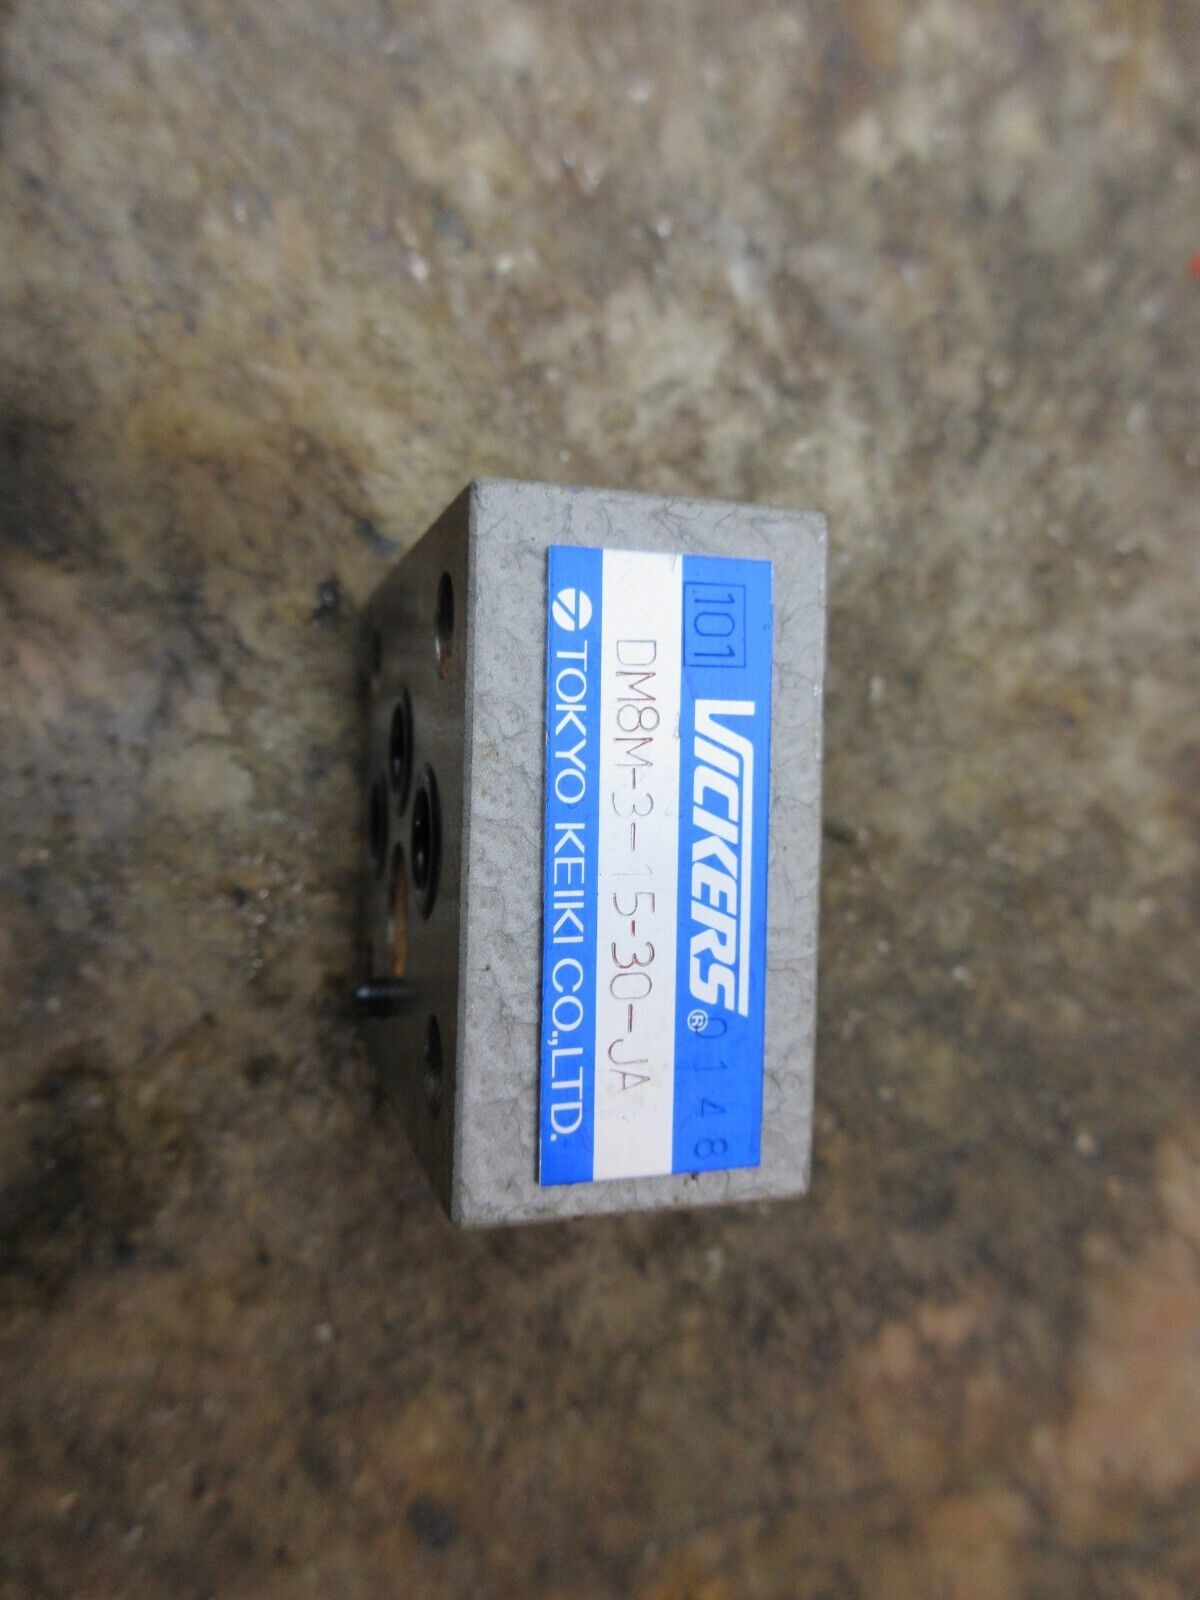 101 VICKERS® 0148
DM8M-3-15-30-JA
TOKYO KEIKI CO.,LTD.